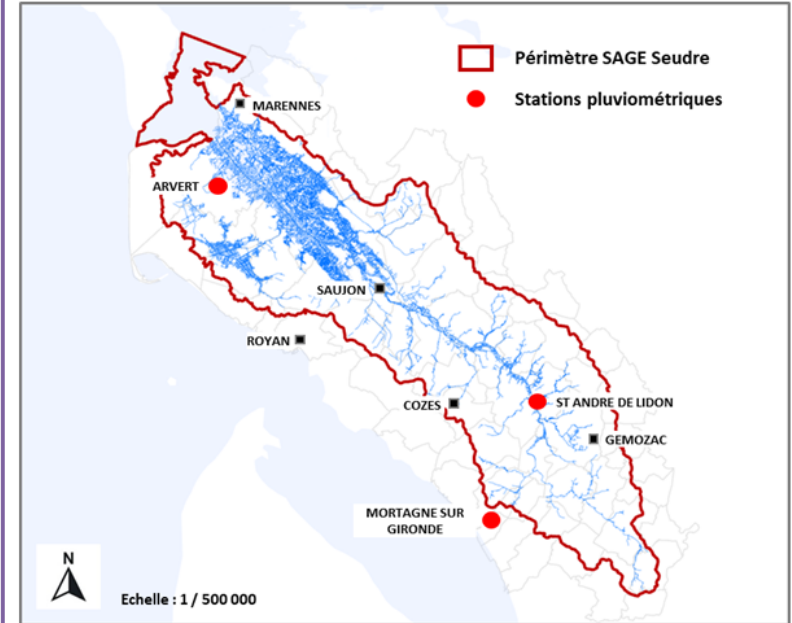 Périmètre SAGE Seudre
Stations pluviométriques
MARENNES
ARVERT
SAUJON
ROYAN
COZES
ST ANDRE DE LIDON
GEMOZAC
MORTAGNE SUR
GIRONDE
N
Echelle : 1 / 500 000